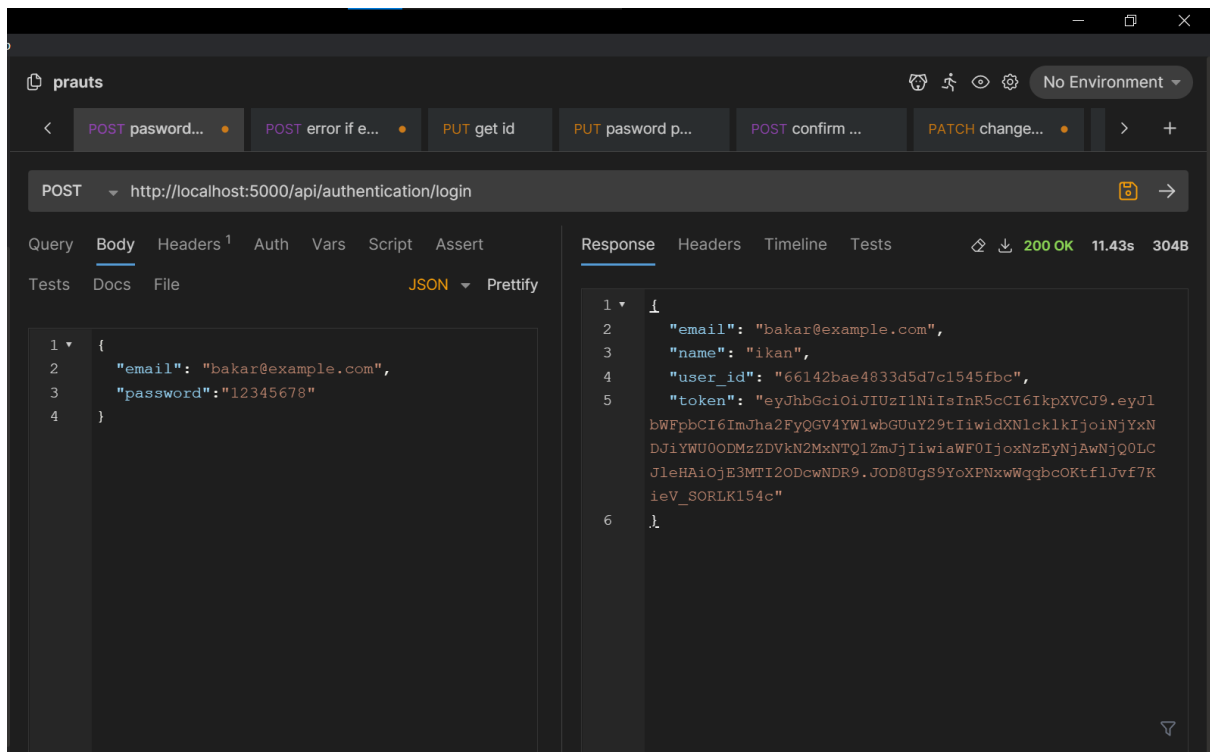 prauts
No Environment
POST pasword...
POST error if e...
PUT get id
PUT pasword p...
POST confirm ...
PATCH change...
POST http://localhost:5000/api/authentication/login
Query Body Headers 1 Auth Vars Script Assert
Tests Docs File JSON Prettify
1 {
2 "email": "bakar@example.com",
3 "password":"12345678"
4 }
Response Headers Timeline Tests 200 OK 11.43s 304B
1 {
2 "email": "bakar@example.com",
3 "name": "ikan",
4 "user_id": "66142bae4833d5d7c1545fbc",
5 "token": "eyJhbGciOiJIUzI1NiIsInR5cCI6IkpXVCJ9.eyJl
bWFpbCI6ImJha2FyQGV4YW1wbGUuY29tIiwidXNlcklkIjoiNjYxN
DJiYWU0ODMzZDVkN2MxNTQ1ZmJjIiwiaWF0IjoxNzEyNjAwNjQ0LC
JleHAiOjE3MTI2ODcwNDR9.JOD8UgS9YoXPNxwWqqbcOKtflJvf7K
ieV_SORLK154c"
6 }